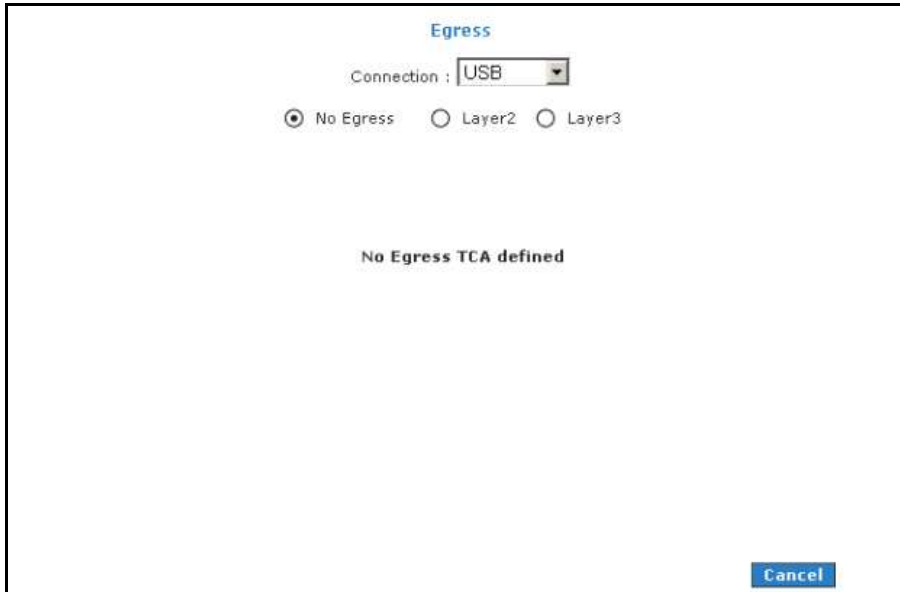 Egress
Connection : USB
No Egress Layer2 Layer3
No Egress TCA defined
Cancel